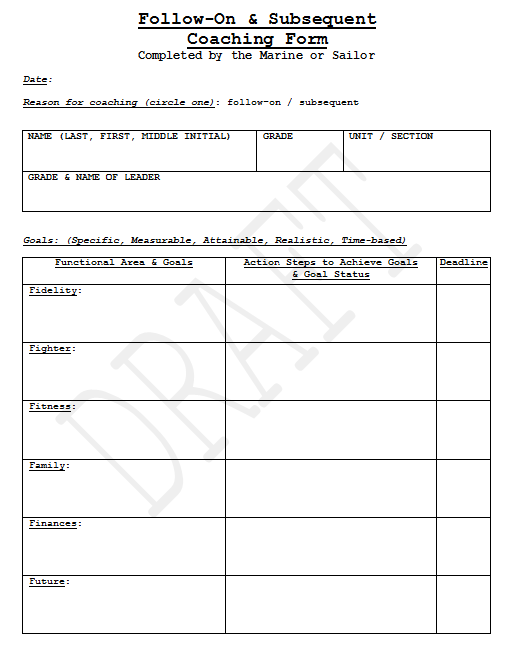 Follow-On & Subsequent
Coaching Form
Completed by the Marine or Sailor
Date:
Reason for coaching (circle one): follow-on / subsequent
NAME (LAST, FIRST, MIDDLE INITIAL)
GRADE
UNIT / SECTION
GRADE & NAME OF LEADER
Goals: (Specific, Measurable, Attainable, Realistic, Time-based)
Functional Area & Goals
Action Steps to Achieve Goals
& Goal Status
Deadline
Fidelity:
Fighter:
Fitness:
Family:
Finances:
Future:
DRAFT